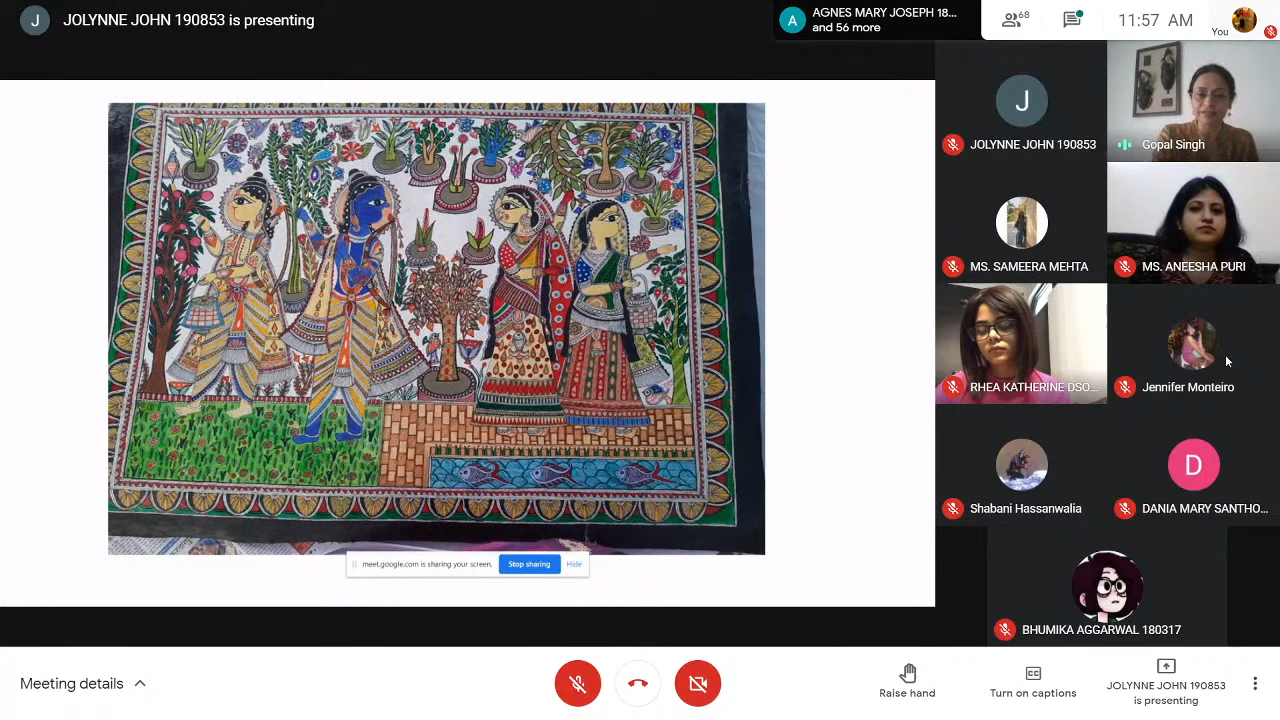 J
JOLYNNE JOHN 190853 is presenting
A
AGNES MARY JOSEPH 18...
and 56 more
68
11:57 AM
You
J
JOLYNNE JOHN 190853
Gopal Singh
MS. SAMEERA MEHTA
MS. ANEESHA PURI
RHEA KATHERINE DSO...
Jennifer Monteiro
Shabani Hassanwalia
D
DANIA MARY SANTHO...
BHUMIKA AGGARWAL 180317
meet.google.com is sharing your screen.
Stop sharing
Hide
Meeting details
Raise hand
CC
Turn on captions
JOLYNNE JOHN 190853
is presenting